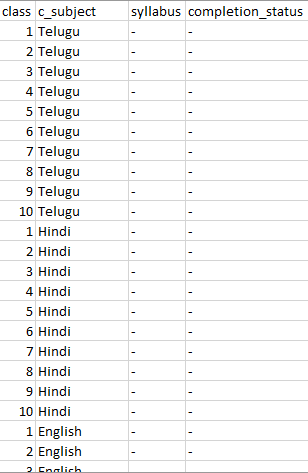 class c_subject syllabus completion_status
1 Telugu - -
2 Telugu - -
3 Telugu - -
4 Telugu - -
5 Telugu - -
6 Telugu - -
7 Telugu - -
8 Telugu - -
9 Telugu - -
10 Telugu - -
1 Hindi - -
2 Hindi - -
3 Hindi - -
4 Hindi - -
5 Hindi - -
6 Hindi - -
7 Hindi - -
8 Hindi - -
9 Hindi - -
10 Hindi - -
1 English - -
2 English - -
3 English